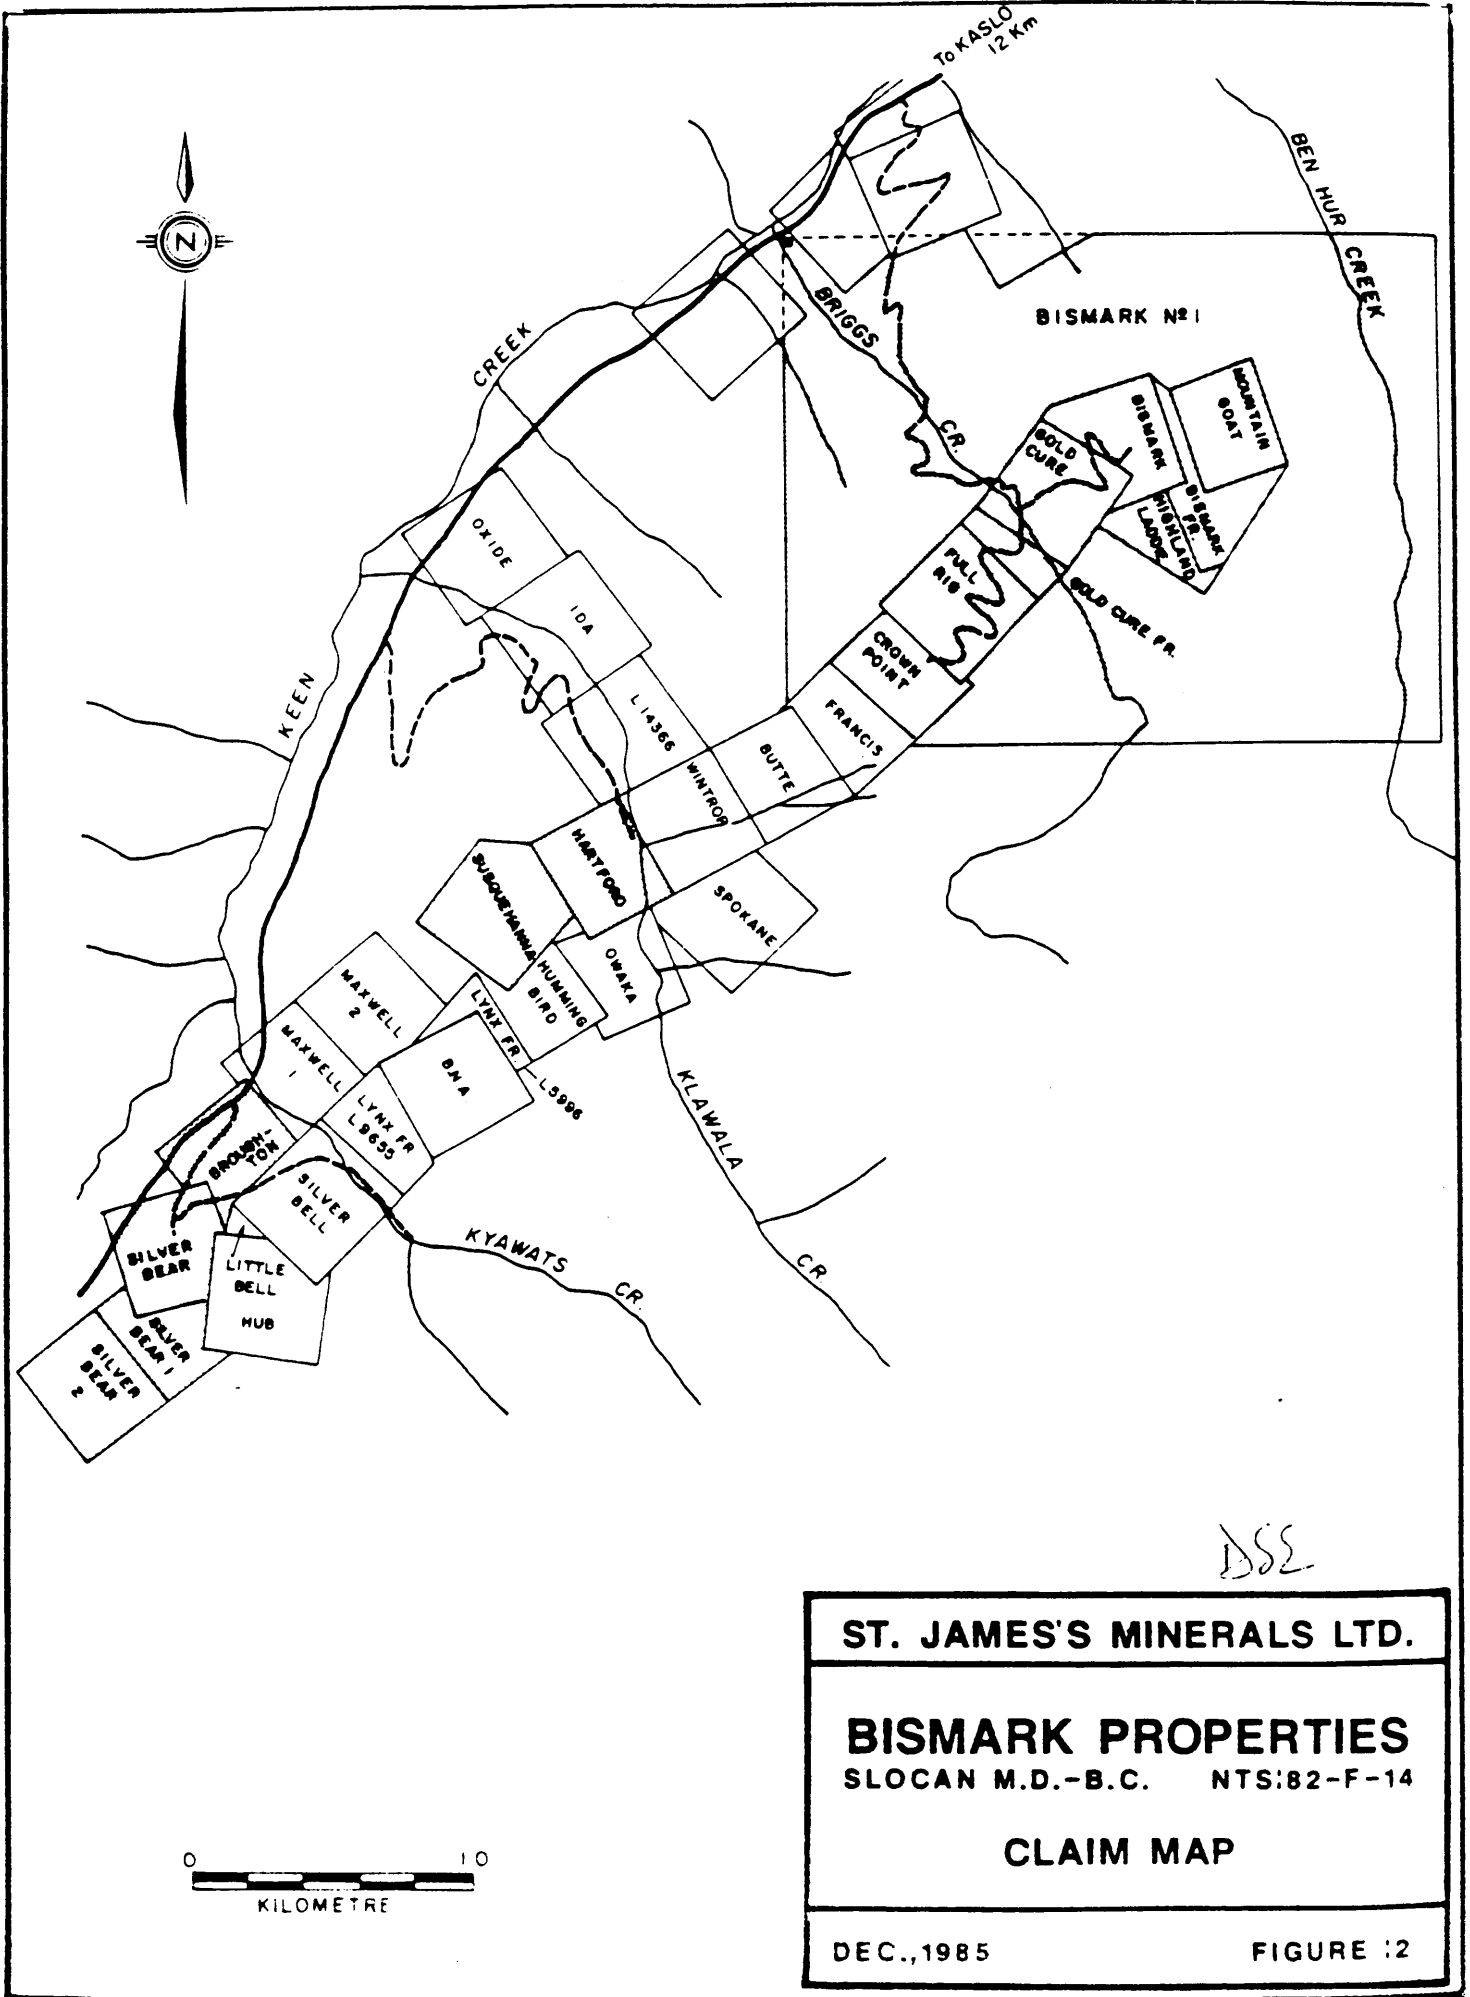 To KASLO
12 Km
N
BEN HUR CREEK
BRIGGS
CR.
BISMARK Nº 1
CREEK
KEEN
MOUNTAIN
GOAT
BISMARK
GOLD
CURE
BISMARK
FR.
HIGHLAND
LADDIE
GOLD CURE FR.
FULL
RIG
CROWN
POINT
FRANCIS
BUTTE
OXIDE
IDA
L 14366
WINTROP
HARTFORD
SUSQUEHANNA
SPOKANE
OWAKA
HUMMING
BIRD
LYNX FR.
L5996
BNA
MAXWELL
2
MAXWELL
1
LYNX FR
L 9655
BROUGH-
TON
SILVER
BELL
SILVER
BEAR
LITTLE
BELL
HUB
SILVER
BEAR 1
SILVER
BEAR
2
KYAWATS
CR.
KLAWALA
CR.
0 1 0
KILOMETRE
ST. JAMES'S MINERALS LTD.
BISMARK PROPERTIES
SLOCAN M.D.-B.C. NTS:82-F-14
CLAIM MAP
DEC.,1985 FIGURE :2